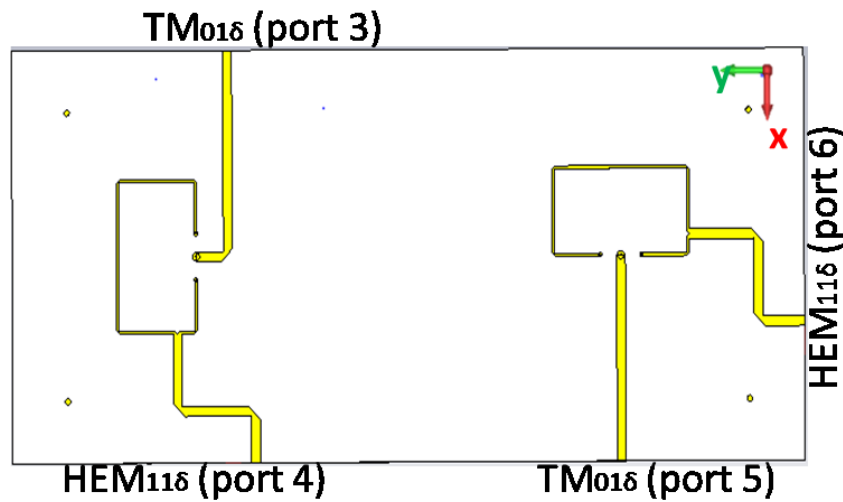 TM01δ (port 3)
y
x
HEM11δ (port 6)
HEM11δ (port 4)
TM01δ (port 5)